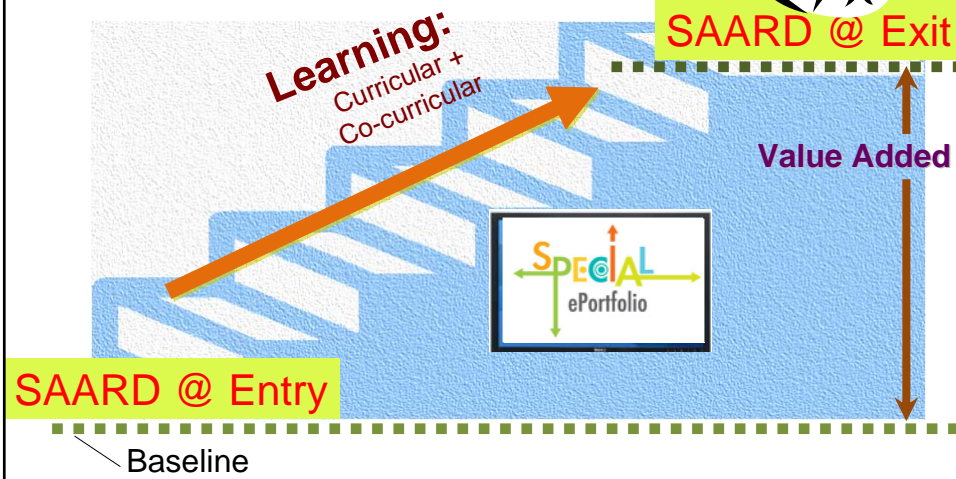 SAARD @ Exit
Learning:
Curricular +
Co-curricular
Value Added
SPECIAL
ePortfolio
SAARD @ Entry
Baseline